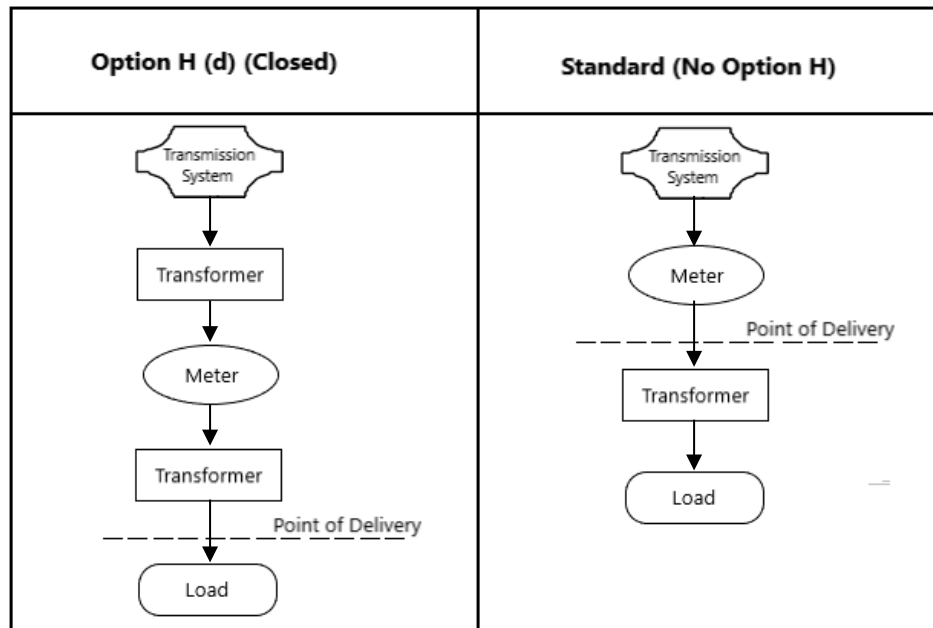 Option H (d) (Closed)
Transmission
System
Transformer
Meter
Transformer
Point of Delivery
Load
Standard (No Option H)
Transmission
System
Meter
Point of Delivery
Transformer
Load